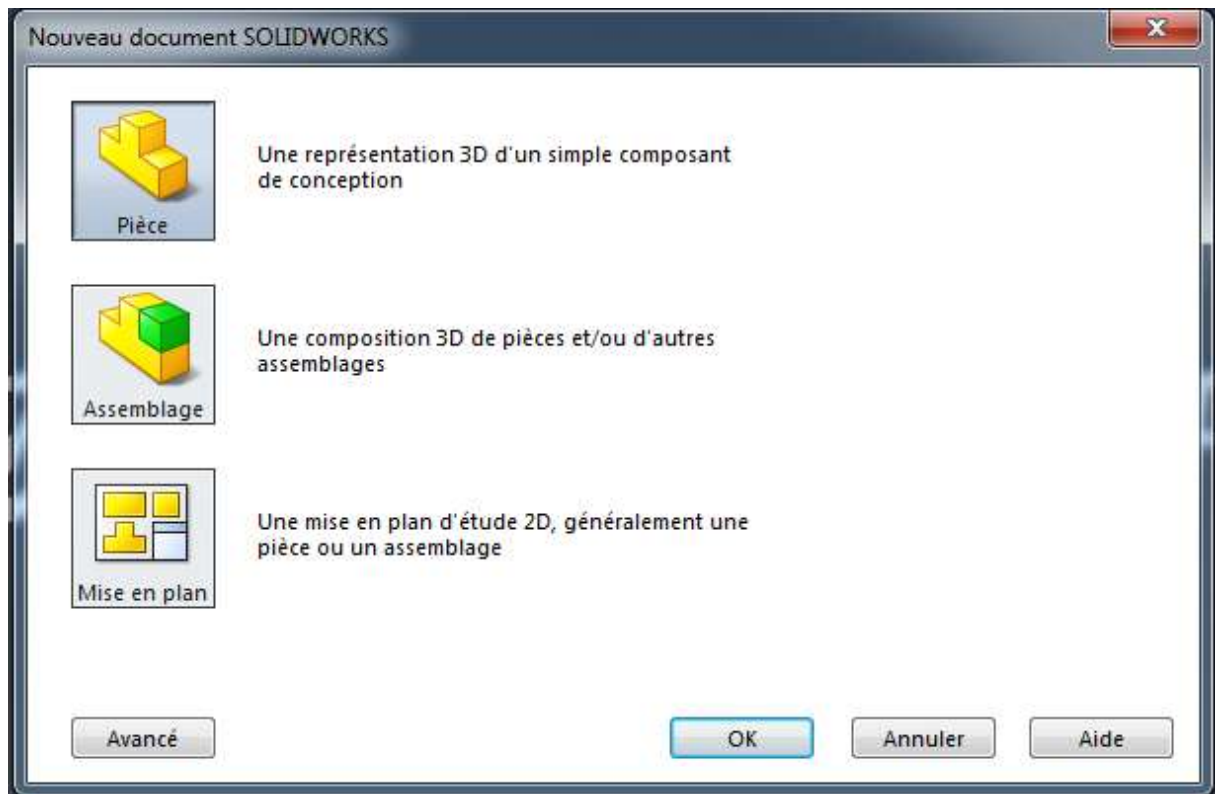 Nouveau document SOLIDWORKS
Une représentation 3D d'un simple composant
de conception
Pièce
Une composition 3D de pièces et/ou d'autres
assemblages
Assemblage
Une mise en plan d'étude 2D, généralement une
pièce ou un assemblage
Mise en plan
Avancé
OK
Annuler
Aide